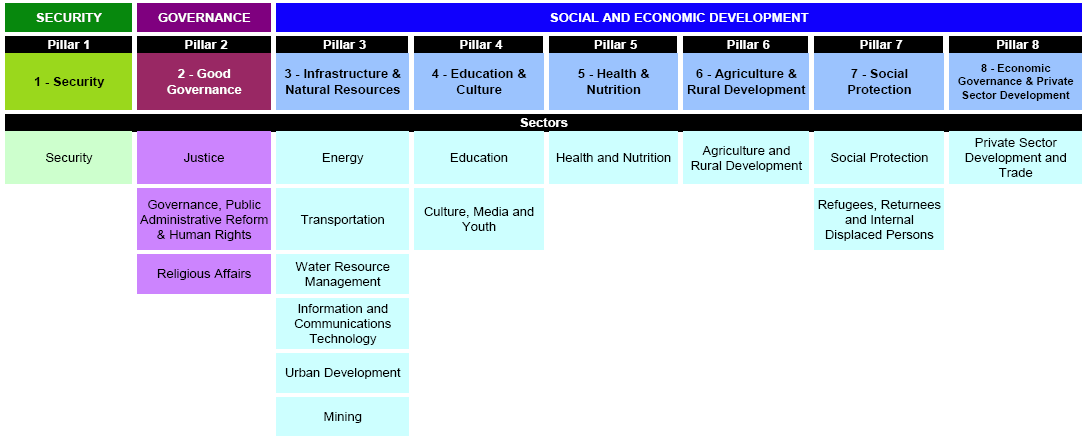 SECURITY
GOVERNANCE
SOCIAL AND ECONOMIC DEVELOPMENT
Pillar 1
Pillar 2
Pillar 3
Pillar 4
Pillar 5
Pillar 6
Pillar 7
Pillar 8
1 - Security
2 - Good
Governance
3 - Infrastructure &
Natural Resources
4 - Education &
Culture
5 - Health &
Nutrition
6 - Agriculture &
Rural Development
7 - Social
Protection
8 - Economic
Governance & Private
Sector Development
Sectors
Security
Justice
Energy
Education
Health and Nutrition
Agriculture and
Rural Development
Social Protection
Private Sector
Development and
Trade
Governance, Public
Administrative Reform
& Human Rights
Transportation
Culture, Media and
Youth
Refugees, Returnees
and Internal
Displaced Persons
Religious Affairs
Water Resource
Management
Information and
Communications
Technology
Urban Development
Mining